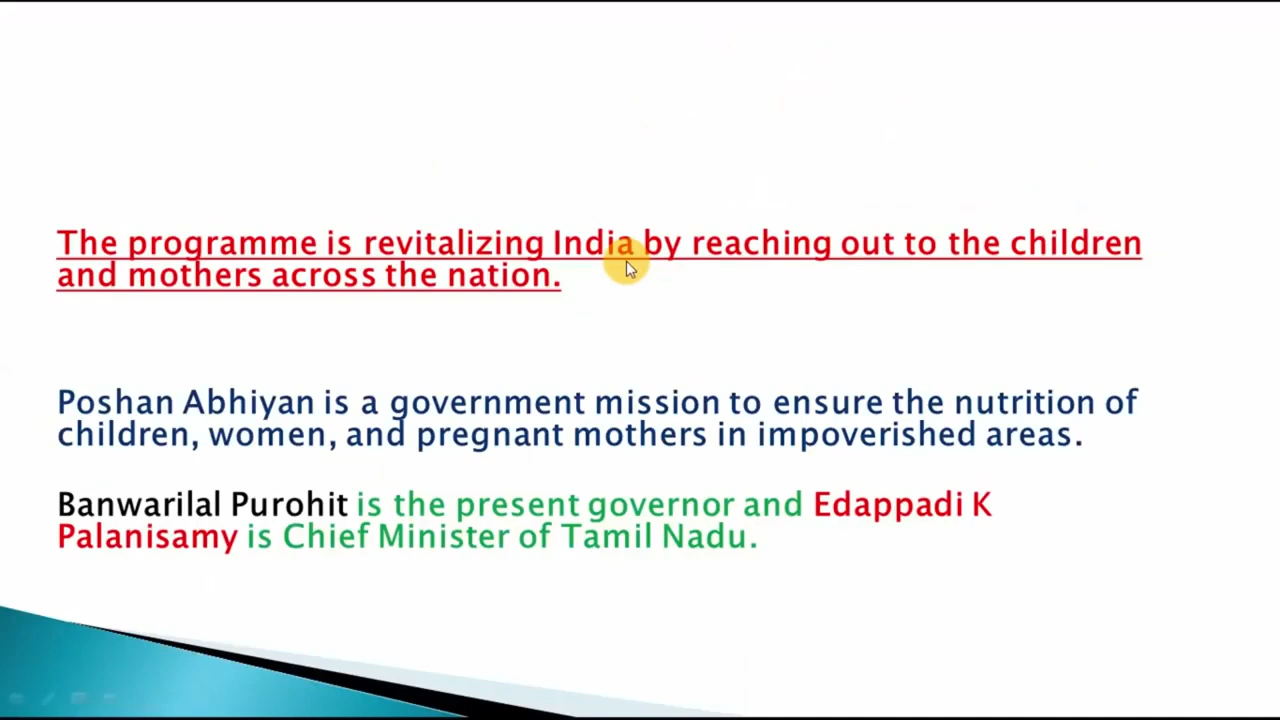 The programme is revitalizing India by reaching out to the children
and mothers across the nation.
Poshan Abhiyan is a government mission to ensure the nutrition of
children, women, and pregnant mothers in impoverished areas.
Banwarilal Purohit is the present governor and Edappadi K
Palanisamy is Chief Minister of Tamil Nadu.